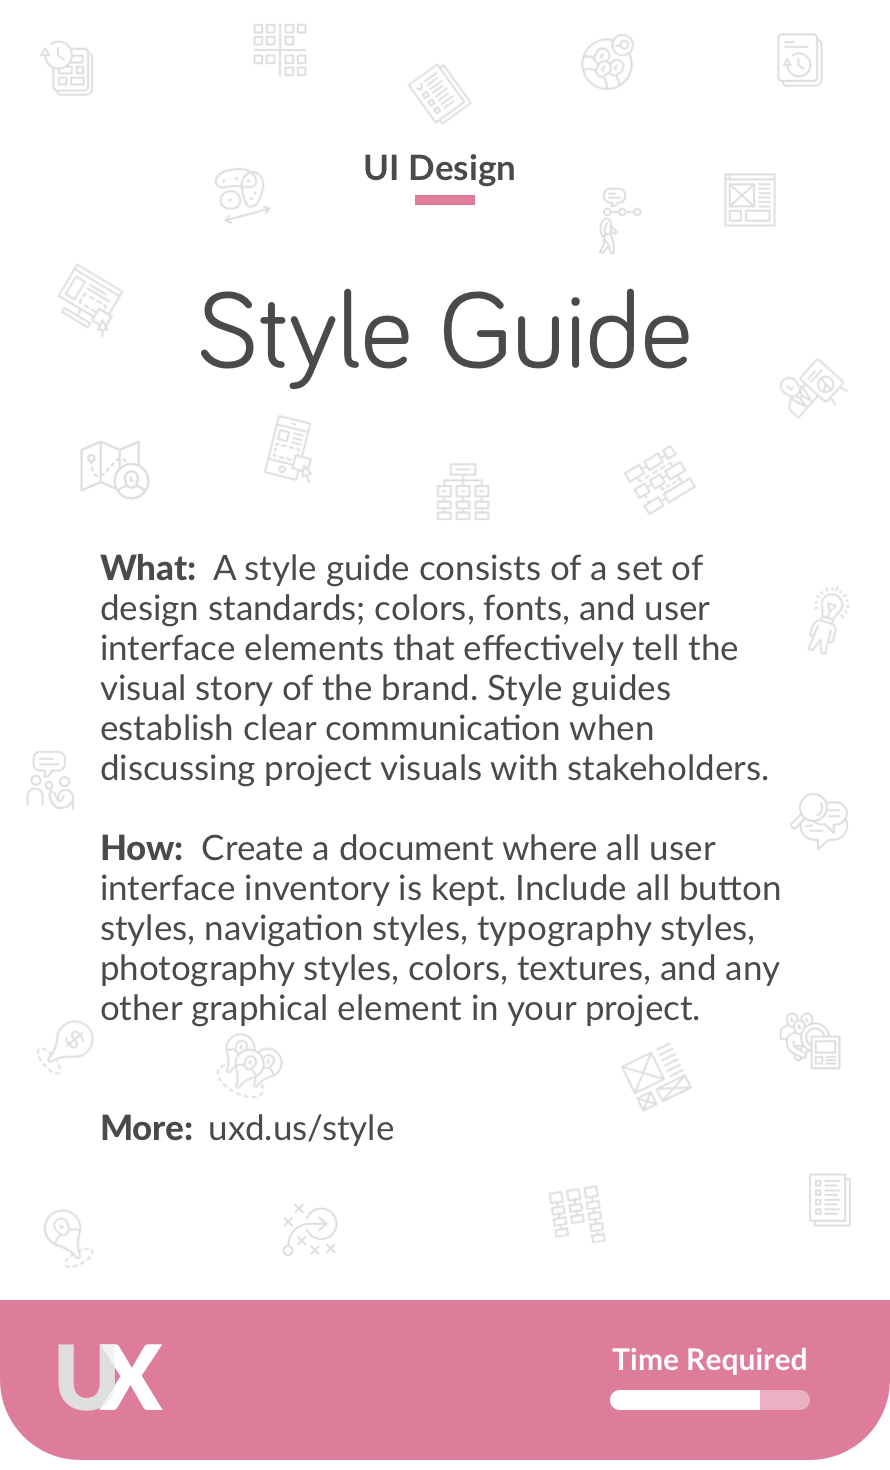 UI Design
Style Guide
What: A style guide consists of a set of
design standards; colors, fonts, and user
interface elements that effectively tell the
visual story of the brand. Style guides
establish clear communication when
discussing project visuals with stakeholders.
How: Create a document where all user
interface inventory is kept. Include all button
styles, navigation styles, typography styles,
photography styles, colors, textures, and any
other graphical element in your project.
More: uxd.us/style
UX
Time Required